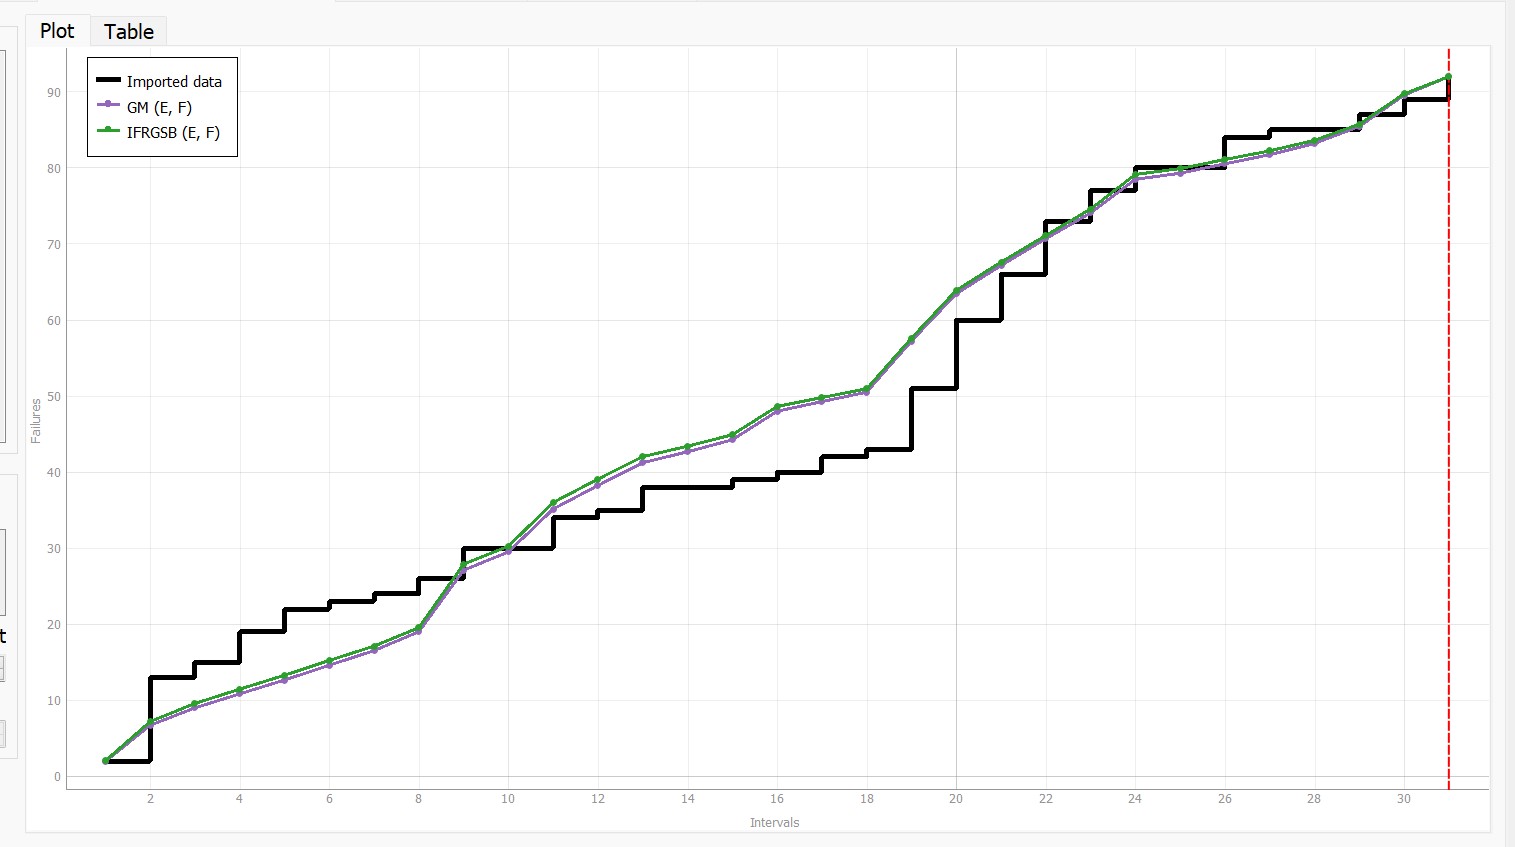 Plot Table
Imported data
GM (E, F)
IFRGSB (E, F)
90
80
70
60
50
40
30
20
10
0
Failures
t
2 4 6 8 10 12 14 16 18 20 22 24 26 28 30
Intervals